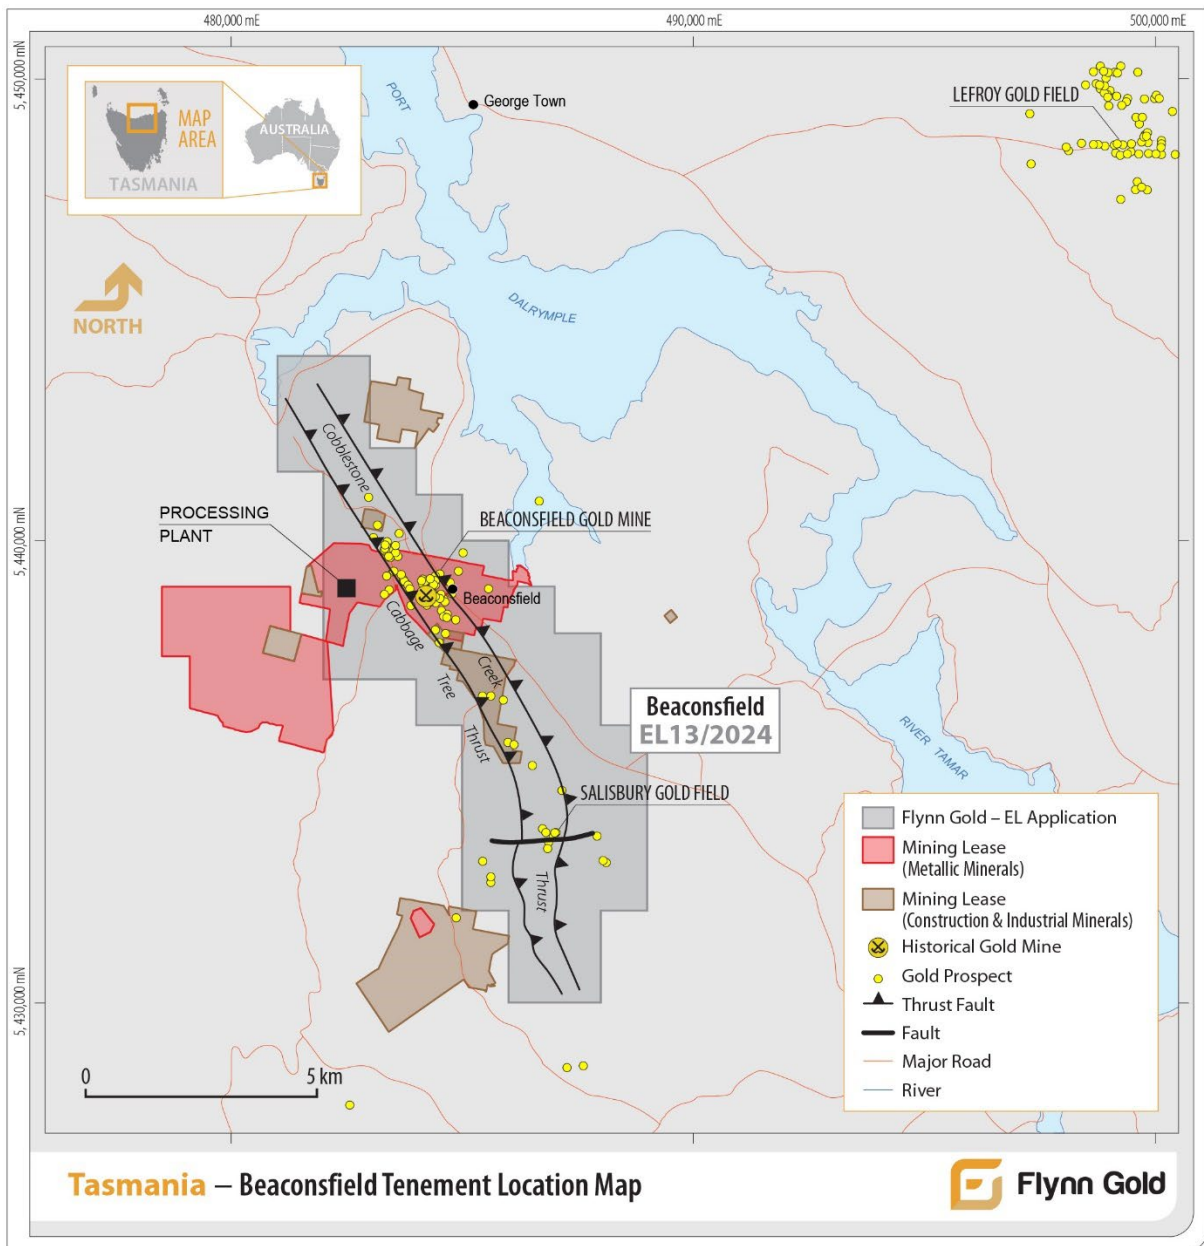 480,000 mE
490,000 mE
500,000 mE
5,450,000 mN
5,440,000 mN
5,430,000 mN
MAP
AREA
TASMANIA
AUSTRALIA
NORTH
PORT
George Town
LEFROY GOLD FIELD
DALRYMPLE
Cobblestone
PROCESSING
PLANT
BEACONSFIELD GOLD MINE
Beaconsfield
Cabbage
Creek
Tree
Thrust
Beaconsfield
EL13/2024
RIVER TAMAR
SALISBURY GOLD FIELD
Thrust
Flynn Gold – EL Application
Mining Lease
(Metallic Minerals)
Mining Lease
(Construction & Industrial Minerals)
Historical Gold Mine
Gold Prospect
Thrust Fault
Fault
Major Road
River
0 5 km
Tasmania – Beaconsfield Tenement Location Map
Flynn Gold